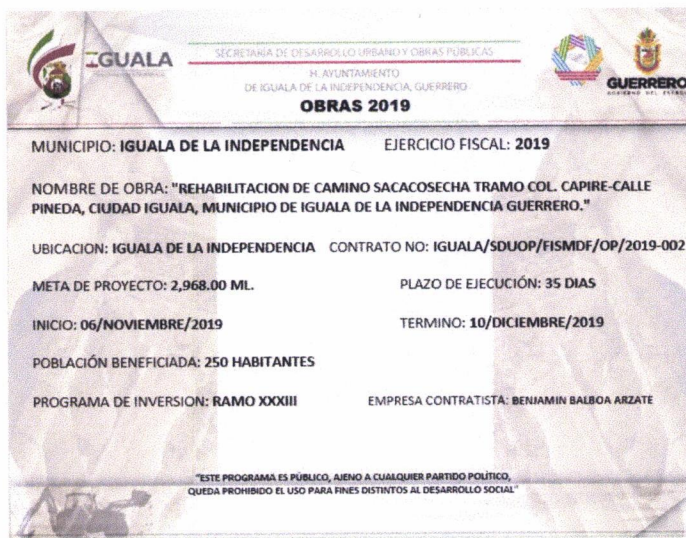 IGUALA
SECRETARÍA DE DESARROLLO URBANO Y OBRAS PÚBLICAS
H. AYUNTAMIENTO
DE IGUALA DE LA INDEPENDENCIA, GUERRERO
OBRAS 2019
GUERRERO
GOBIERNO DEL ESTADO
MUNICIPIO: IGUALA DE LA INDEPENDENCIA EJERCICIO FISCAL: 2019
NOMBRE DE OBRA: "REHABILITACION DE CAMINO SACACOSECHA TRAMO COL. CAPIRE-CALLE
PINEDA, CIUDAD IGUALA, MUNICIPIO DE IGUALA DE LA INDEPENDENCIA GUERRERO."
UBICACION: IGUALA DE LA INDEPENDENCIA CONTRATO NO: IGUALA/SDUOP/FISMDF/OP/2019-002
META DE PROYECTO: 2,968.00 ML. PLAZO DE EJECUCIÓN: 35 DIAS
INICIO: 06/NOVIEMBRE/2019 TERMINO: 10/DICIEMBRE/2019
POBLACIÓN BENEFICIADA: 250 HABITANTES
PROGRAMA DE INVERSION: RAMO XXXIII EMPRESA CONTRATISTA: BENJAMIN BALBOA ARZATE
"ESTE PROGRAMA ES PÚBLICO, AJENO A CUALQUIER PARTIDO POLÍTICO,
QUEDA PROHIBIDO EL USO PARA FINES DISTINTOS AL DESARROLLO SOCIAL"